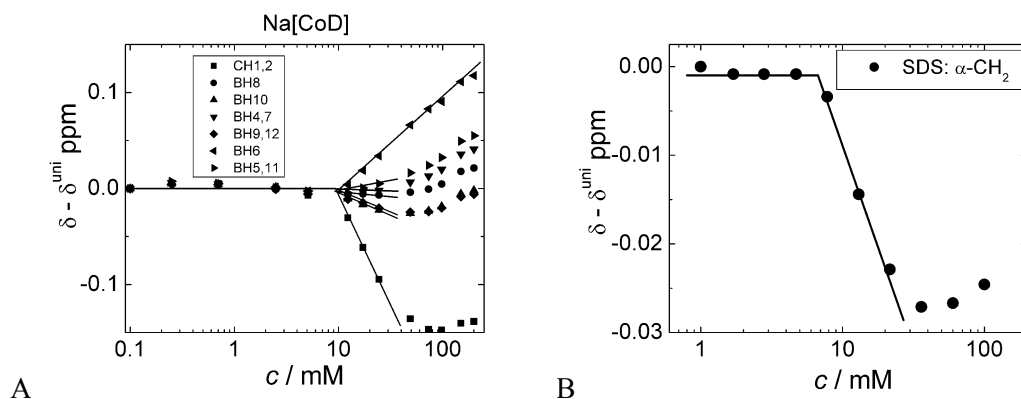 Na[CoD]
δ - δuni ppm
0.1
0.0
-0.1
CH1,2
BH8
BH10
BH4,7
BH9,12
BH6
BH5,11
0.1
1
10
100
c / mM
A
δ - δuni ppm
0.00
-0.01
-0.02
-0.03
SDS: α-CH2
1
10
100
c / mM
B